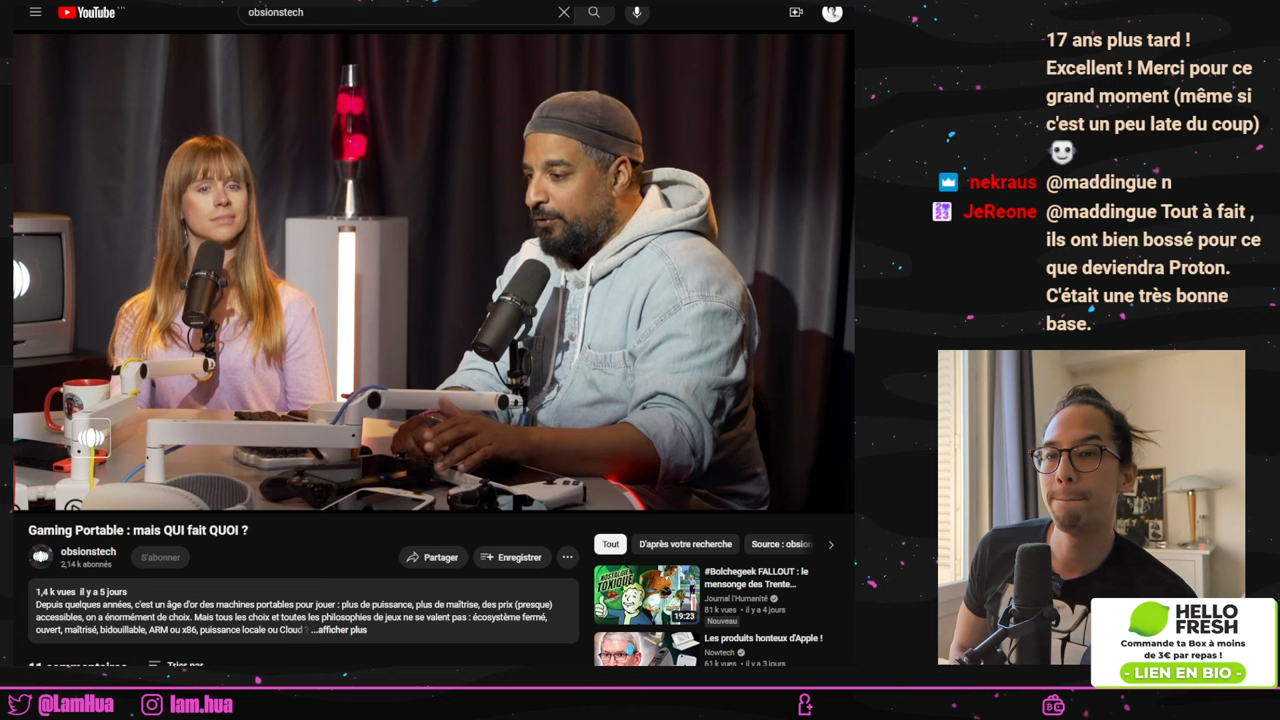 YouTube
obsionstech
17 ans plus tard !
Excellent ! Merci pour ce
grand moment (même si
c'est un peu late du coup)
nekraus @maddingue n
JeReone @maddingue Tout à fait ,
ils ont bien bossé pour ce
que deviendra Proton.
C'était une très bonne
base.
Gaming Portable : mais QUI fait QUOI ?
obsionstech
2,14 k abonnés
S'abonner
Partager
Enregistrer
Tout
D'après votre recherche
Source : obsion
1,4 k vues il y a 5 jours
Depuis quelques années, c'est un âge d'or des machines portables pour jouer : plus de puissance, plus de maîtrise, des prix (presque)
accessibles, on a énormément de choix. Mais tous les choix et toutes les philosophies de jeux ne se valent pas : écosystème fermé,
ouvert, maîtrisé, bidouillable, ARM ou x86, puissance locale ou Cloud ? ...afficher plus
11 commentaires
Trier par
NOSTALGIE
TOXIQUE
19:23
#Bolchegeek FALLOUT : le
mensonge des Trente...
Journal l'Humanité
81 k vues • il y a 4 jours
Nouveau
Les produits honteux d'Apple !
Nowtech
61 k vues • il y a 3 jours
HELLO
FRESH
Commande ta Box à moins
de 3€ par repas !
- LIEN EN BIO -
@LamHua
lam.hua